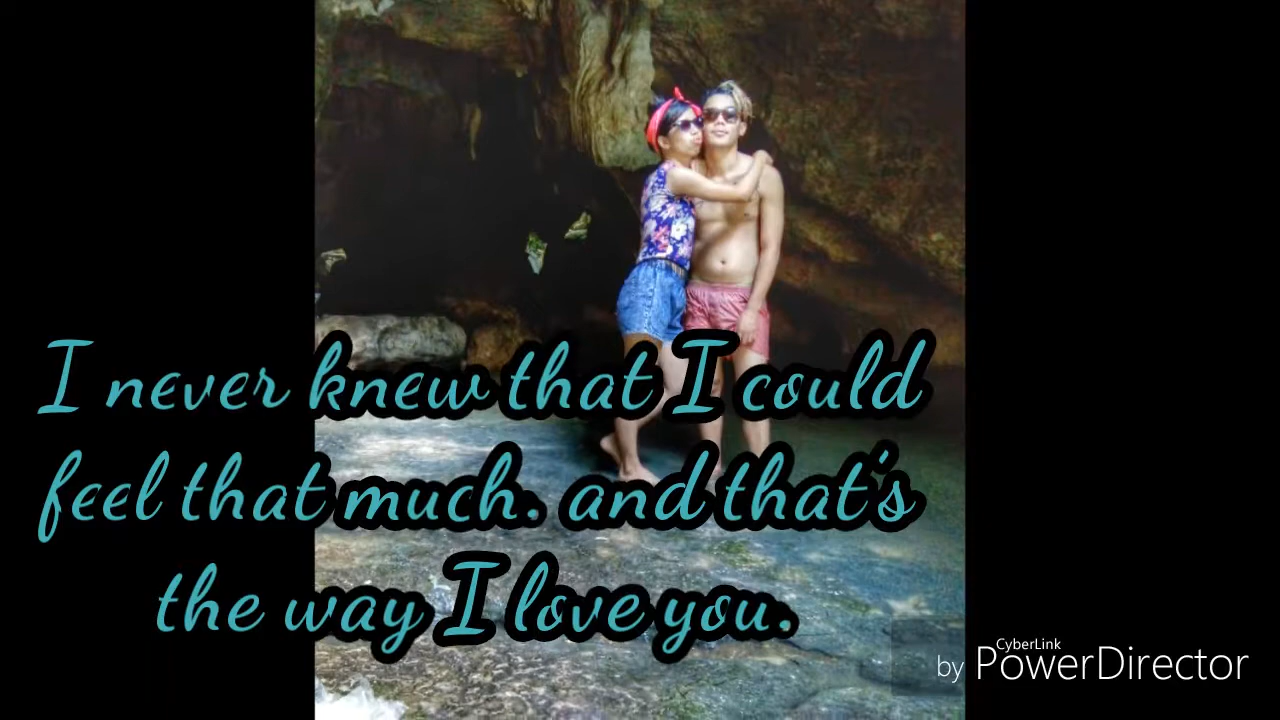 I never knew that I could
feel that much. and that's
the way I love you.
CyberLink
by PowerDirector